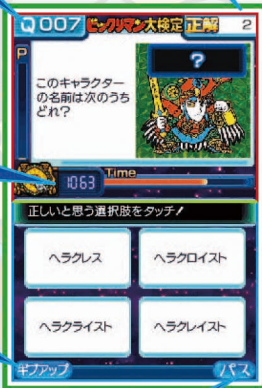 Q007 ビックリマン大検定 正解 2
P
このキャラクター
の名前は次のうち
どれ?
?
1063 Time
正しいと思う選択肢をタッチ!
ヘラクレス ヘラクロイスト
ヘラクライスト ヘラクレイスト
ギブアップ パス